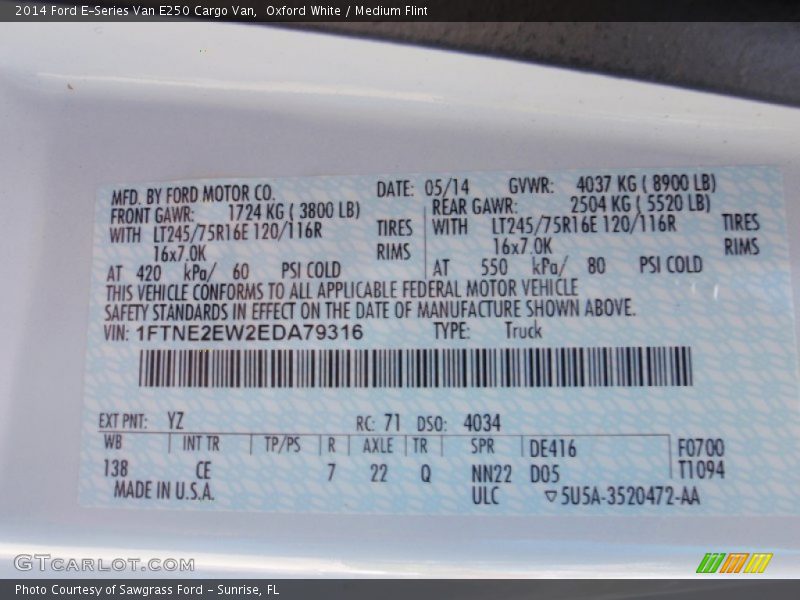 2014 Ford E-Series Van E250 Cargo Van,  Oxford White / Medium Flint
MFD. BY FORD MOTOR CO. DATE: 05/14 GVWR: 4037 KG ( 8900 LB)
FRONT GAWR: 1724 KG ( 3800 LB) REAR GAWR: 2504 KG ( 5520 LB)
WITH LT245/75R16E 120/116R TIRES WITH LT245/75R16E 120/116R TIRES
16x7.0K RIMS 16x7.0K RIMS
AT 420 kPa/ 60 PSI COLD AT 550 kPa/ 80 PSI COLD
THIS VEHICLE CONFORMS TO ALL APPLICABLE FEDERAL MOTOR VEHICLE
SAFETY STANDARDS IN EFFECT ON THE DATE OF MANUFACTURE SHOWN ABOVE.
VIN: 1FTNE2EW2EDA79316 TYPE: Truck
EXT PNT: YZ RC: 71 DSO: 4034
WB INT TR TP/PS R AXLE TR SPR DE416 F0700
138 CE 7 22 Q NN22 D05 T1094
MADE IN U.S.A. ULC ▽5U5A-3520472-AA
GTCARLOT.COM
Photo Courtesy of Sawgrass Ford - Sunrise, FL